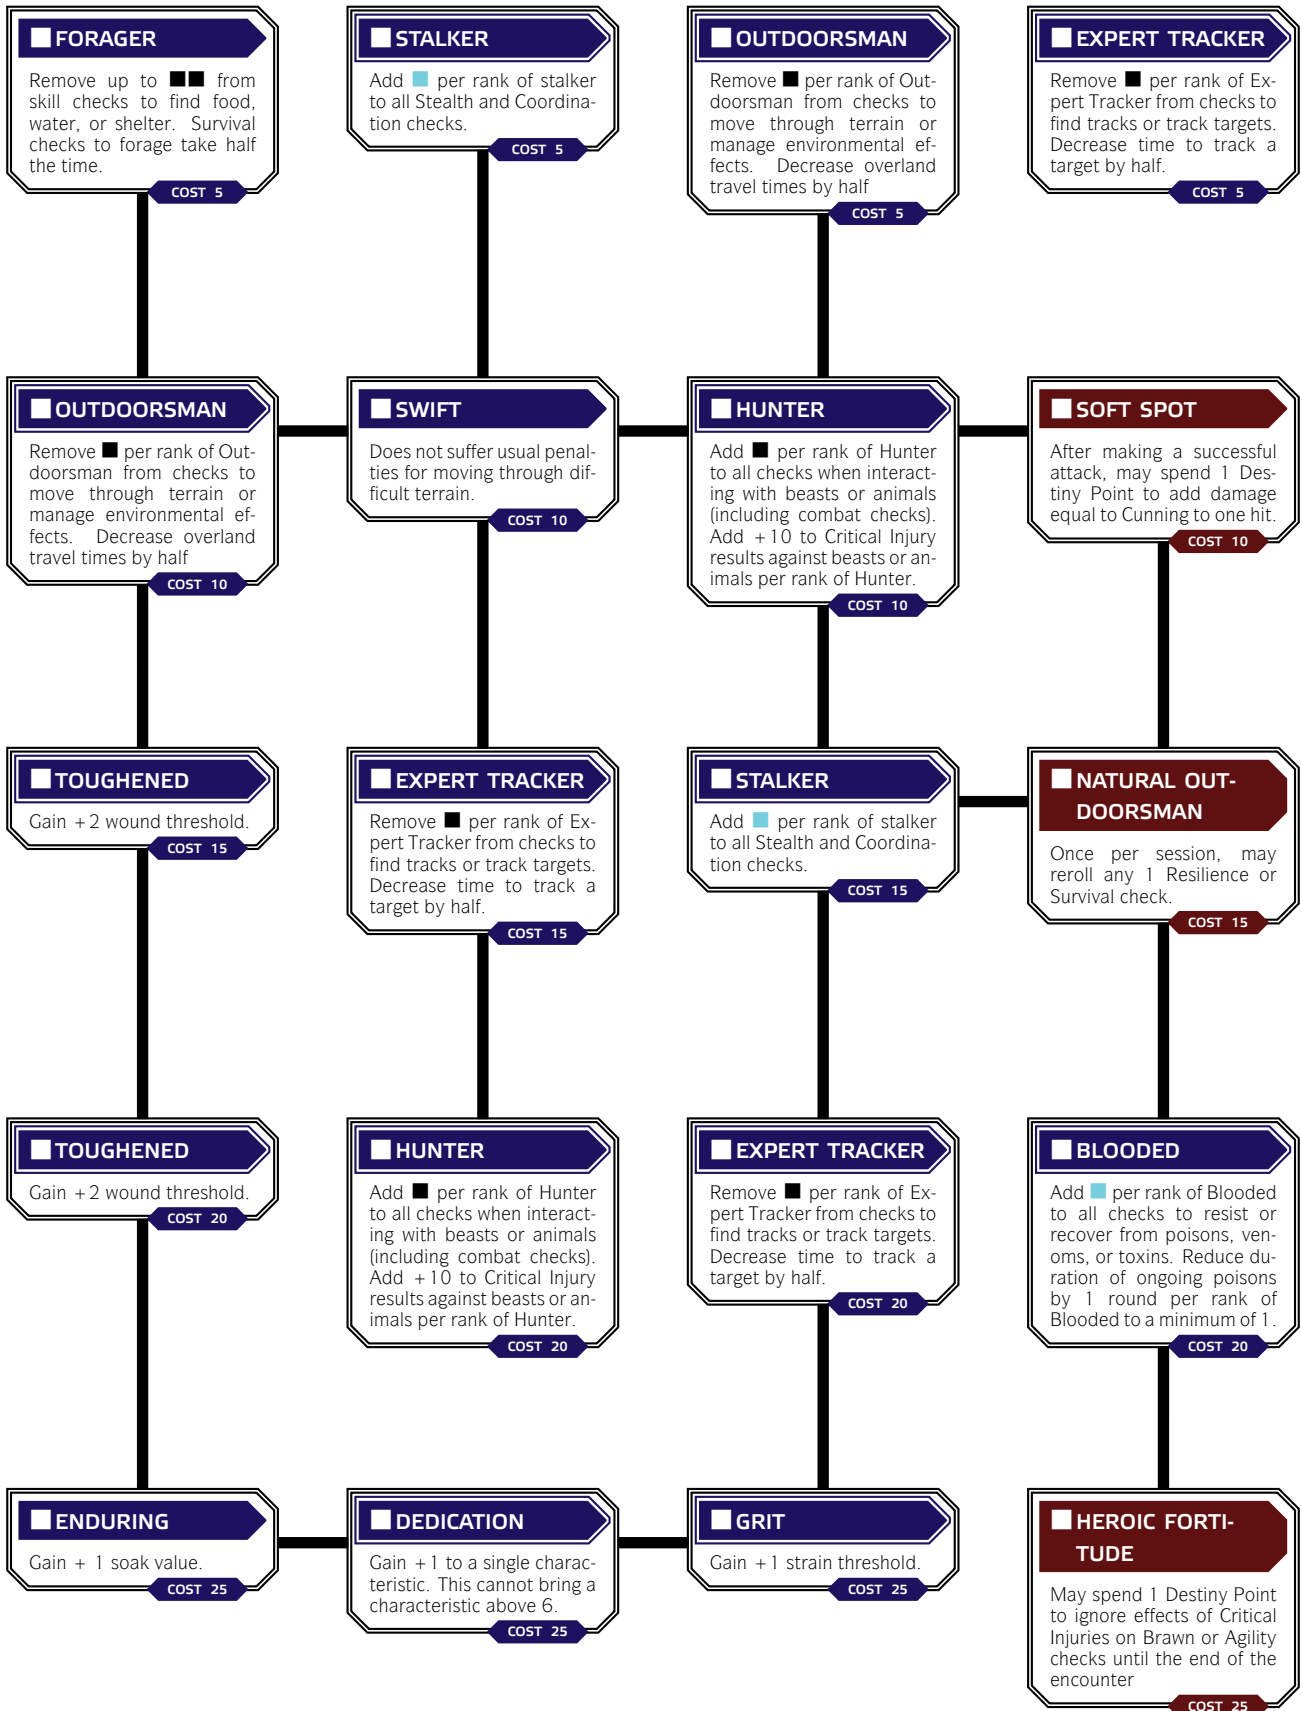 FORAGER
Remove up to ■■ from
skill checks to find food,
water, or shelter. Survival
checks to forage take half
the time.
COST 5
STALKER
Add ■ per rank of stalker
to all Stealth and Coordina-
tion checks.
COST 5
OUTDOORSMAN
Remove ■ per rank of Out-
doorsman from checks to
move through terrain or
manage environmental ef-
fects. Decrease overland
travel times by half
COST 5
EXPERT TRACKER
Remove ■ per rank of Ex-
pert Tracker from checks to
find tracks or track targets.
Decrease time to track a
target by half.
COST 5
OUTDOORSMAN
Remove ■ per rank of Out-
doorsman from checks to
move through terrain or
manage environmental ef-
fects. Decrease overland
travel times by half
COST 10
SWIFT
Does not suffer usual penal-
ties for moving through dif-
ficult terrain.
COST 10
HUNTER
Add ■ per rank of Hunter
to all checks when interact-
ing with beasts or animals
(including combat checks).
Add +10 to Critical Injury
results against beasts or an-
imals per rank of Hunter.
COST 10
SOFT SPOT
After making a successful
attack, may spend 1 Des-
tiny Point to add damage
equal to Cunning to one hit.
COST 10
TOUGHENED
Gain +2 wound threshold.
COST 15
EXPERT TRACKER
Remove ■ per rank of Ex-
pert Tracker from checks to
find tracks or track targets.
Decrease time to track a
target by half.
COST 15
STALKER
Add ■ per rank of stalker
to all Stealth and Coordina-
tion checks.
COST 15
NATURAL OUT-
DOORSMAN
Once per session, may
reroll any 1 Resilience or
Survival check.
COST 15
TOUGHENED
Gain +2 wound threshold.
COST 20
HUNTER
Add ■ per rank of Hunter
to all checks when interact-
ing with beasts or animals
(including combat checks).
Add +10 to Critical Injury
results against beasts or an-
imals per rank of Hunter.
COST 20
EXPERT TRACKER
Remove ■ per rank of Ex-
pert Tracker from checks to
find tracks or track targets.
Decrease time to track a
target by half.
COST 20
BLOODED
Add ■ per rank of Blooded
to all checks to resist or
recover from poisons, ven-
oms, or toxins. Reduce du-
ration of ongoing poisons
by 1 round per rank of
Blooded to a minimum of 1.
COST 20
ENDURING
Gain + 1 soak value.
COST 25
DEDICATION
Gain +1 to a single charac-
teristic. This cannot bring a
characteristic above 6.
COST 25
GRIT
Gain +1 strain threshold.
COST 25
HEROIC FORTI-
TUDE
May spend 1 Destiny Point
to ignore effects of Critical
Injuries on Brawn or Agility
checks until the end of the
encounter
COST 25